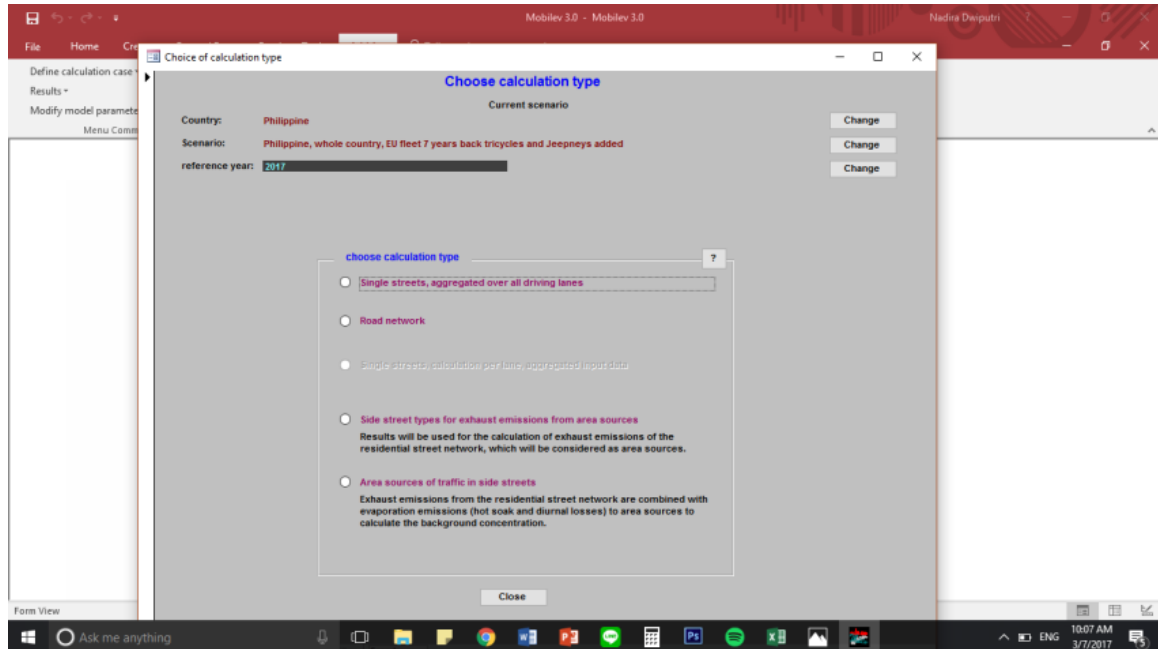 Mobilev 3.0 - Mobilev 3.0
Nadira Dwiputri
?
File Home Cre
Define calculation case
Results
Modify model paramete
Menu Comm
Choice of calculation type
Choose calculation type
Current scenario
Country: Philippine Change
Scenario: Philippine, whole country, EU fleet 7 years back tricycles and Jeepneys added Change
reference year: 2017 Change
choose calculation type ?
Single streets, aggregated over all driving lanes
Road network
Single streets, calculation per lane, aggregated input data
Side street types for exhaust emissions from area sources
Results will be used for the calculation of exhaust emissions of the
residential street network, which will be considered as area sources.
Area sources of traffic in side streets
Exhaust emissions from the residential street network are combined with
evaporation emissions (hot soak and diurnal losses) to area sources to
calculate the background concentration.
Close
Form View
Ask me anything
ENG
10:07 AM
3/7/2017